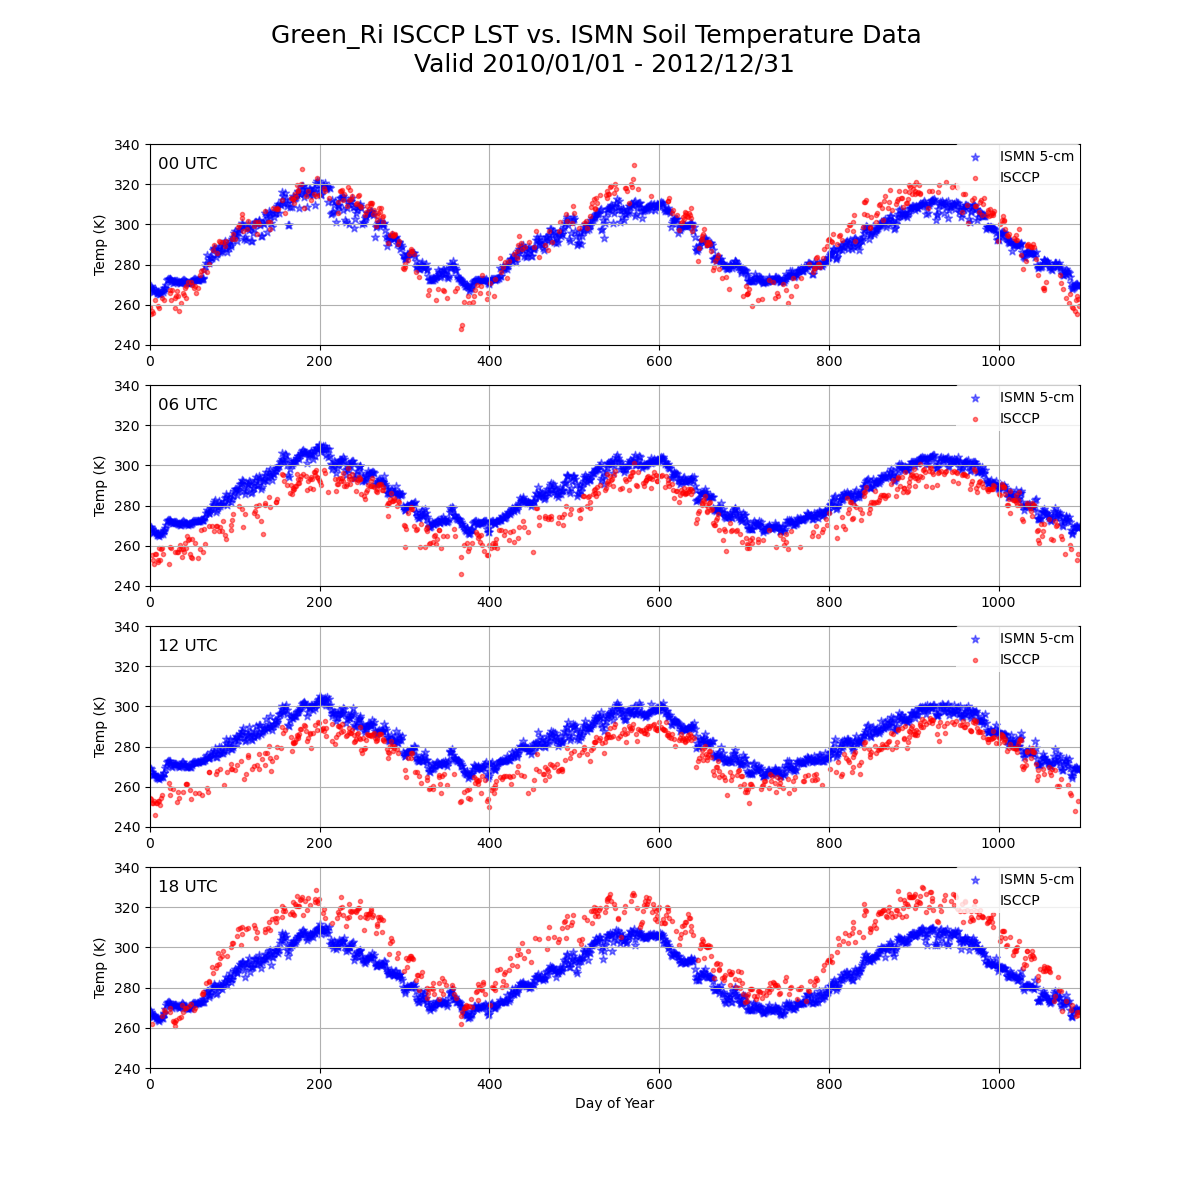 Green_Ri ISCCP LST vs. ISMN Soil Temperature Data
Valid 2010/01/01 - 2012/12/31
340
320
300
280
260
240
Temp (K)
00 UTC
ISMN 5-cm
ISCCP
0 200 400 600 800 1000
340
320
300
280
260
240
Temp (K)
06 UTC
ISMN 5-cm
ISCCP
0 200 400 600 800 1000
340
320
300
280
260
240
Temp (K)
12 UTC
ISMN 5-cm
ISCCP
0 200 400 600 800 1000
340
320
300
280
260
240
Temp (K)
18 UTC
ISMN 5-cm
ISCCP
0 200 400 600 800 1000
Day of Year